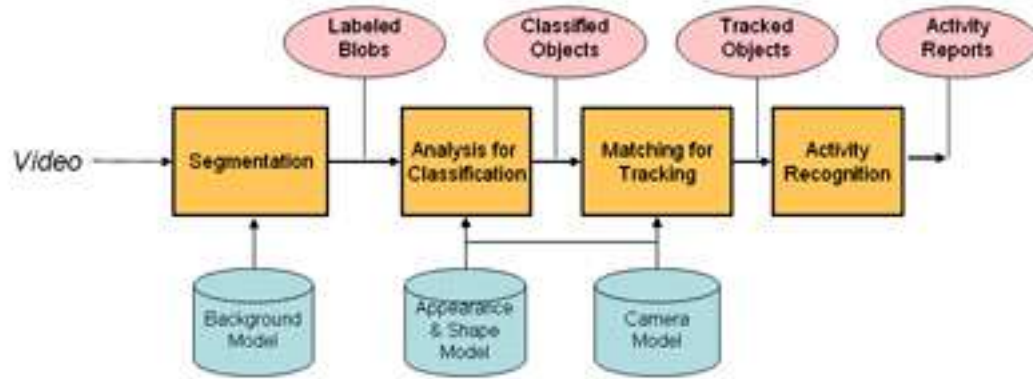 Labeled
Blobs
Classified
Objects
Tracked
Objects
Activity
Reports
Video
Segmentation
Analysis for
Classification
Matching for
Tracking
Activity
Recognition
Background
Model
Appearance
& Shape
Model
Camera
Model